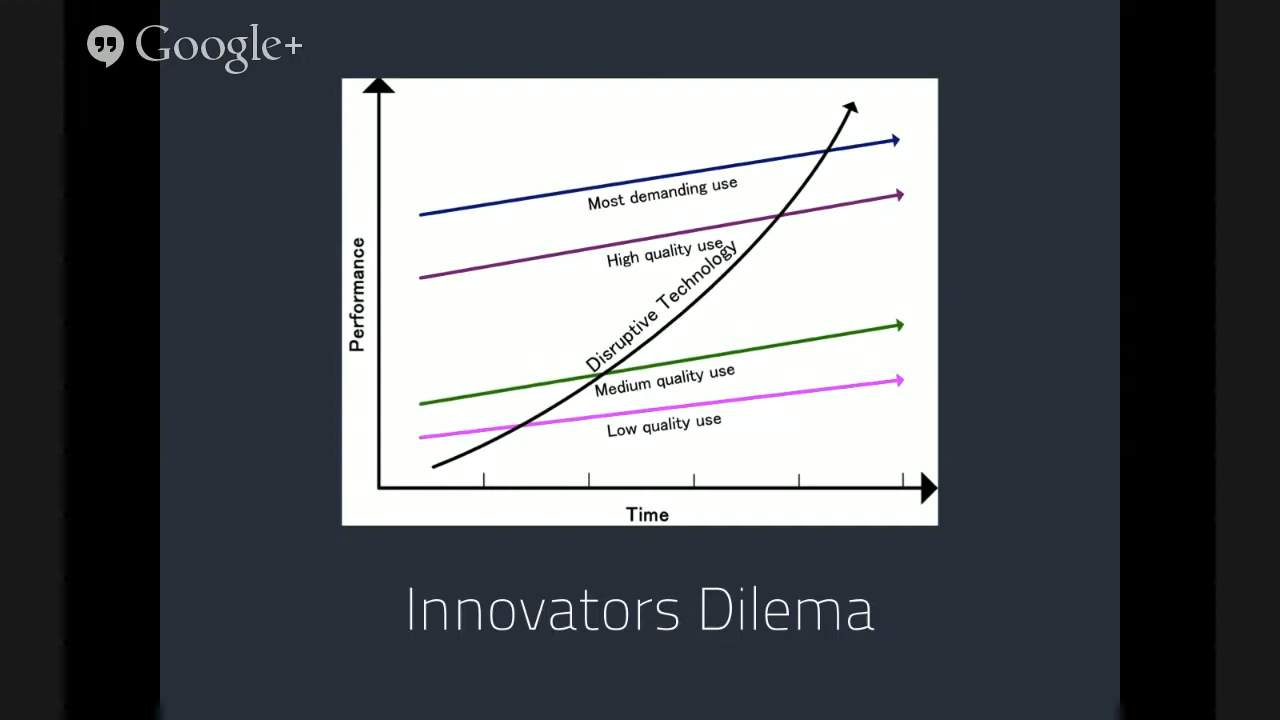 Google+
Most demanding use
High quality use
Disruptive Technology
Medium quality use
Low quality use
Performance
Time
Innovators Dilema